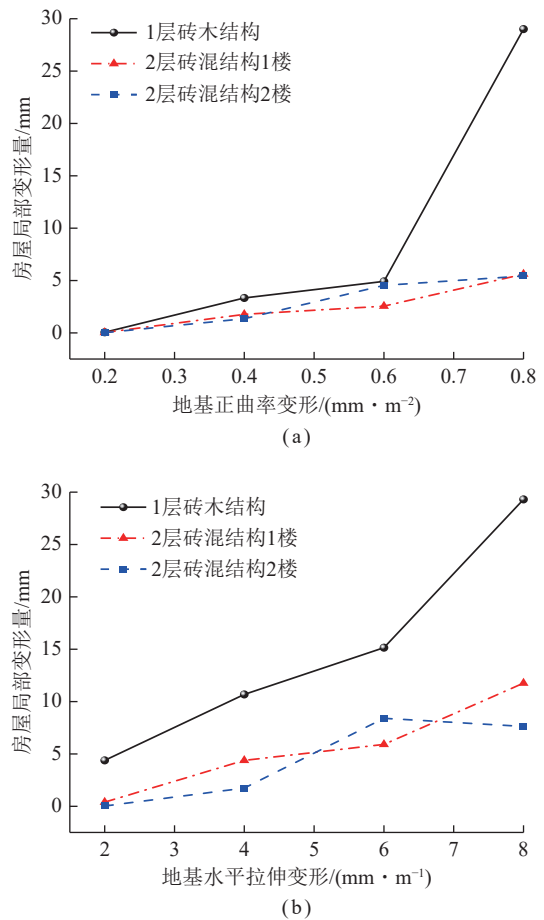 30
25
20
15
10
5
0
房屋局部变形量/mm
1层砖木结构
2层砖混结构1楼
2层砖混结构2楼
0.2 0.3 0.4 0.5 0.6 0.7 0.8
地基正曲率变形/(mm·m⁻²)
(a)
30
25
20
15
10
5
0
房屋局部变形量/mm
1层砖木结构
2层砖混结构1楼
2层砖混结构2楼
2 3 4 5 6 7 8
地基水平拉伸变形/(mm·m⁻¹)
(b)